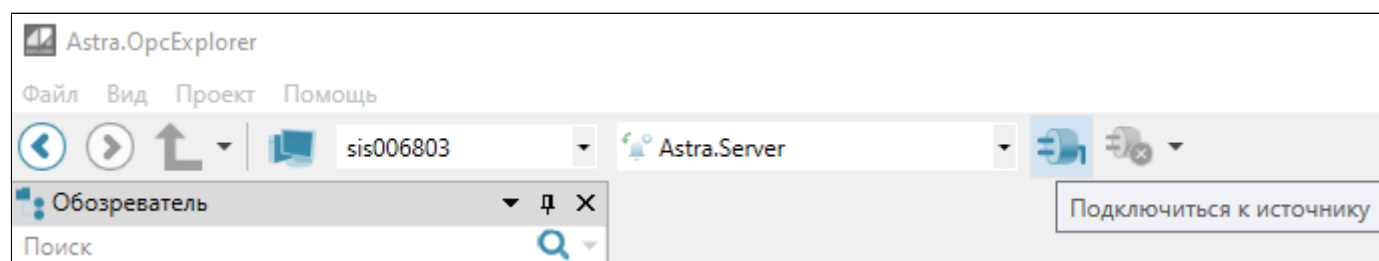 Astra.OpcExplorer
Файл Вид Проект Помощь
sis006803 Astra.Server
Обозреватель
Подключиться к источнику
Поиск